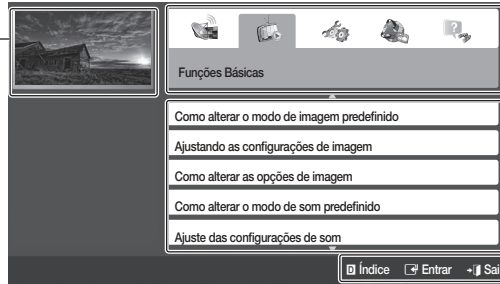 Funções Básicas
Como alterar o modo de imagem predefinido
Ajustando as configurações de imagem
Como alterar as opções de imagem
Como alterar o modo de som predefinido
Ajuste das configurações de som
D Índice Entrar Sai